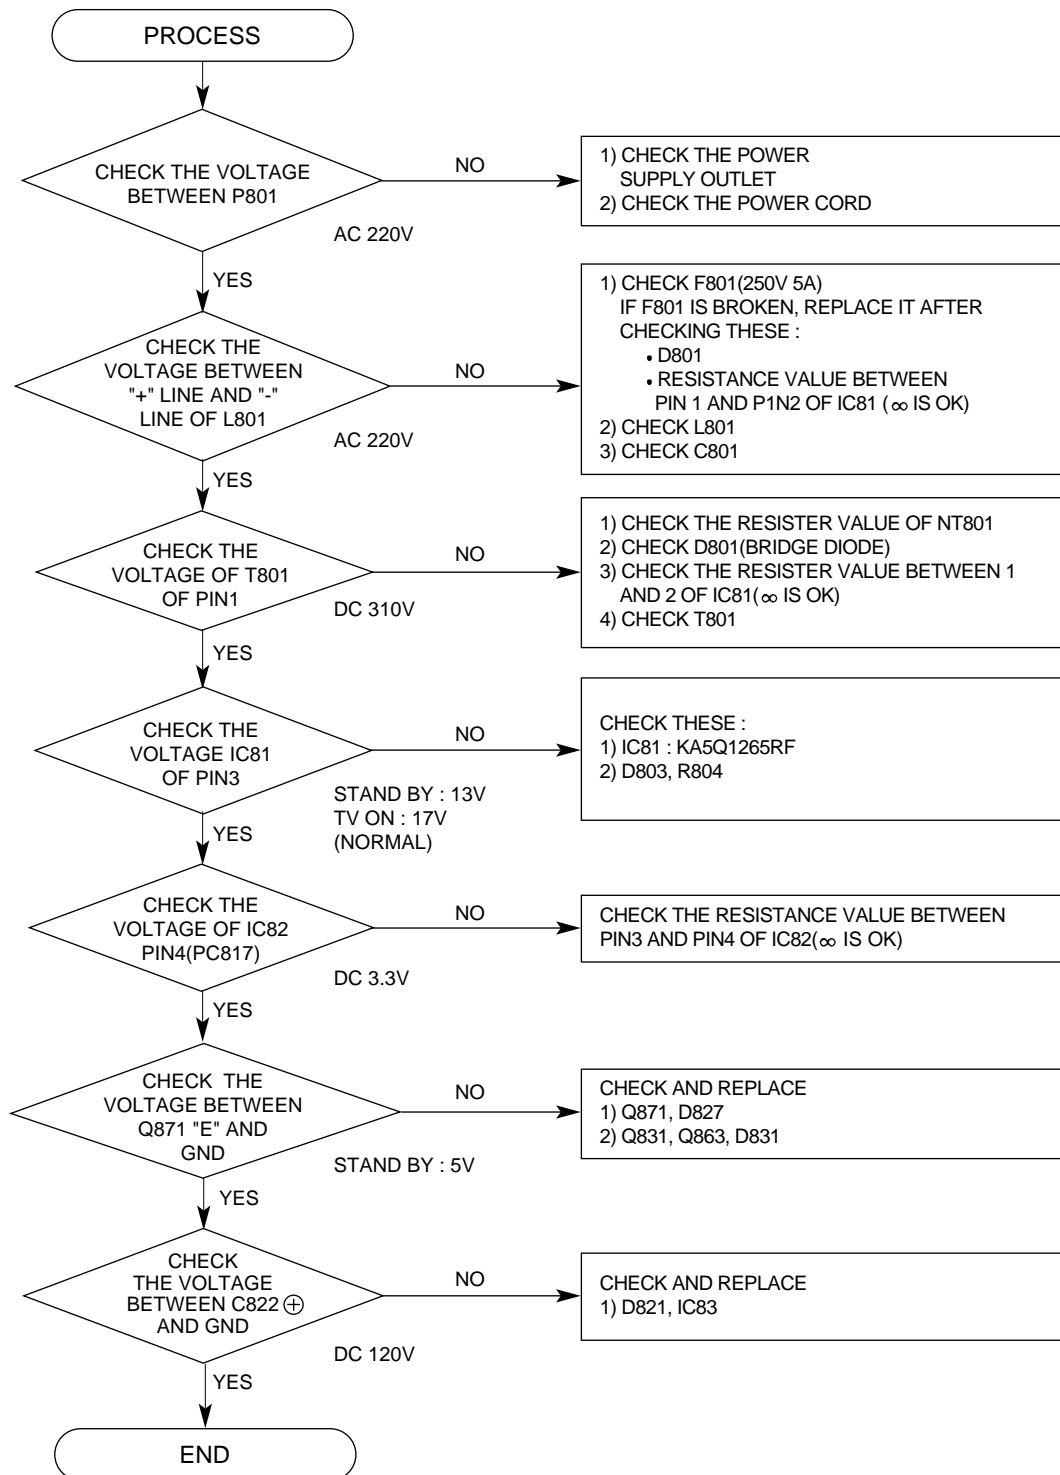 PROCESS
CHECK THE VOLTAGE
BETWEEN P801
NO
1) CHECK THE POWER
SUPPLY OUTLET
2) CHECK THE POWER CORD
AC 220V
YES
CHECK THE
VOLTAGE BETWEEN
"+" LINE AND "-"
LINE OF L801
NO
1) CHECK F801(250V 5A)
IF F801 IS BROKEN, REPLACE IT AFTER
CHECKING THESE :
• D801
• RESISTANCE VALUE BETWEEN
PIN 1 AND P1N2 OF IC81 (∞ IS OK)
2) CHECK L801
3) CHECK C801
AC 220V
YES
CHECK THE
VOLTAGE OF T801
OF PIN1
NO
1) CHECK THE RESISTER VALUE OF NT801
2) CHECK D801(BRIDGE DIODE)
3) CHECK THE RESISTER VALUE BETWEEN 1
AND 2 OF IC81(∞ IS OK)
4) CHECK T801
DC 310V
YES
CHECK THE
VOLTAGE IC81
OF PIN3
NO
CHECK THESE :
1) IC81 : KA5Q1265RF
2) D803, R804
STAND BY : 13V
TV ON : 17V
(NORMAL)
YES
CHECK THE
VOLTAGE OF IC82
PIN4(PC817)
NO
CHECK THE RESISTANCE VALUE BETWEEN
PIN3 AND PIN4 OF IC82(∞ IS OK)
DC 3.3V
YES
CHECK THE
VOLTAGE BETWEEN
Q871 "E" AND
GND
NO
CHECK AND REPLACE
1) Q871, D827
2) Q831, Q863, D831
STAND BY : 5V
YES
CHECK
THE VOLTAGE
BETWEEN C822 ⊕
AND GND
NO
CHECK AND REPLACE
1) D821, IC83
DC 120V
YES
END